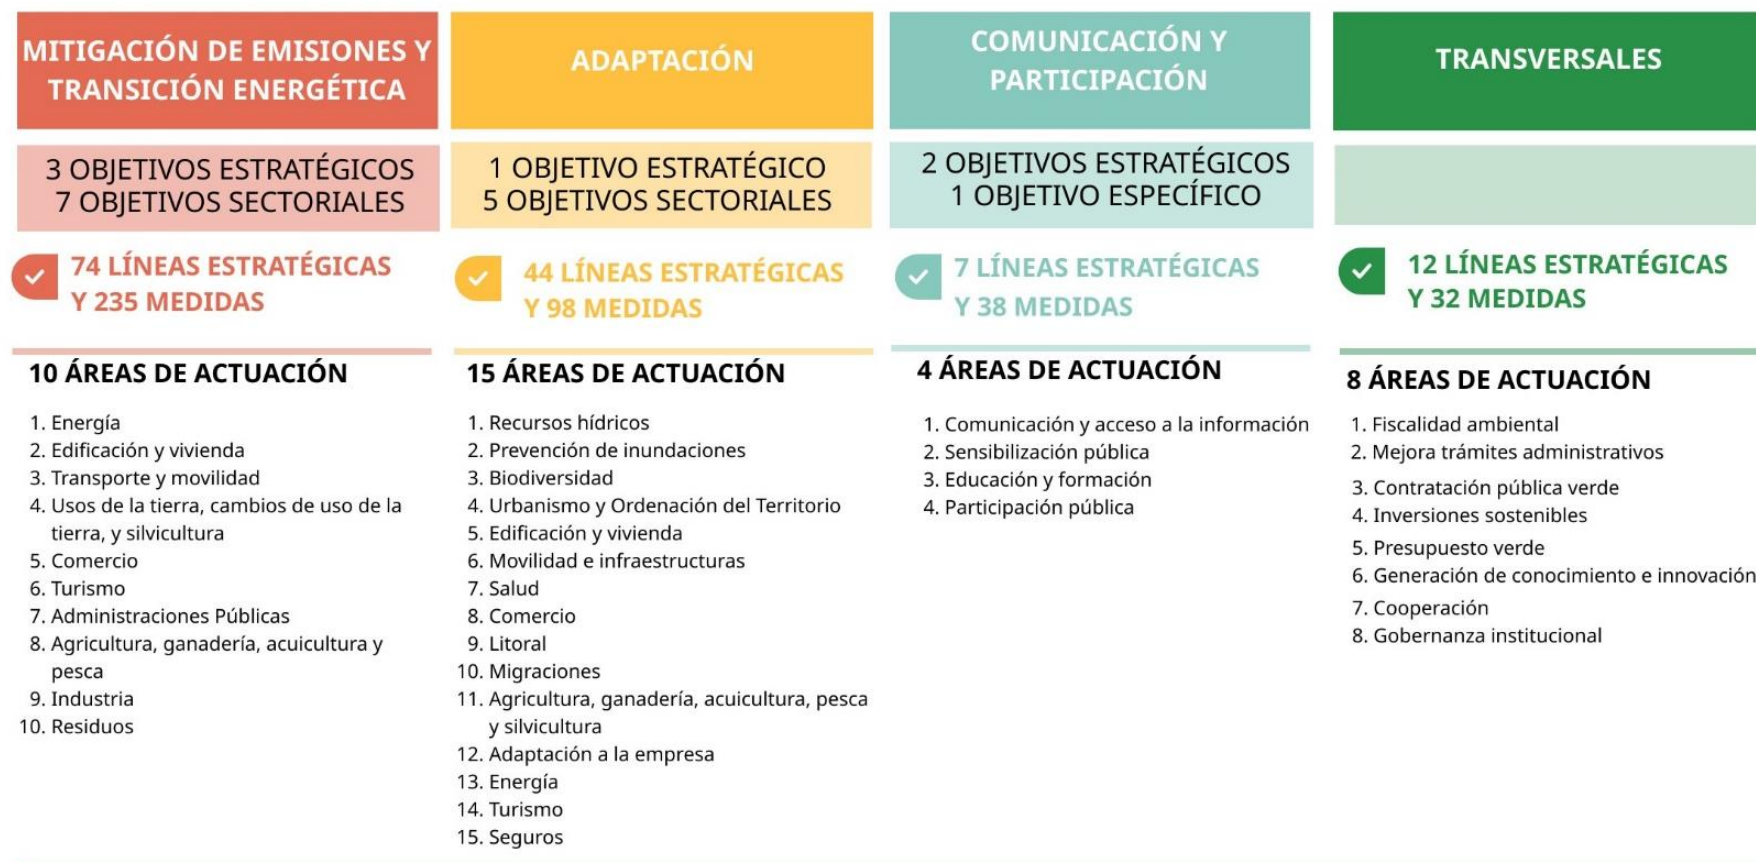 MITIGACIÓN DE EMISIONES Y
TRANSICIÓN ENERGÉTICA
3 OBJETIVOS ESTRATÉGICOS
7 OBJETIVOS SECTORIALES
74 LÍNEAS ESTRATÉGICAS
Y 235 MEDIDAS
10 ÁREAS DE ACTUACIÓN
1. Energía
2. Edificación y vivienda
3. Transporte y movilidad
4. Usos de la tierra, cambios de uso de la
tierra, y silvicultura
5. Comercio
6. Turismo
7. Administraciones Públicas
8. Agricultura, ganadería, acuicultura y
pesca
9. Industria
10. Residuos
ADAPTACIÓN
1 OBJETIVO ESTRATÉGICO
5 OBJETIVOS SECTORIALES
44 LÍNEAS ESTRATÉGICAS
Y 98 MEDIDAS
15 ÁREAS DE ACTUACIÓN
1. Recursos hídricos
2. Prevención de inundaciones
3. Biodiversidad
4. Urbanismo y Ordenación del Territorio
5. Edificación y vivienda
6. Movilidad e infraestructuras
7. Salud
8. Comercio
9. Litoral
10. Migraciones
11. Agricultura, ganadería, acuicultura, pesca
y silvicultura
12. Adaptación a la empresa
13. Energía
14. Turismo
15. Seguros
COMUNICACIÓN Y
PARTICIPACIÓN
2 OBJETIVOS ESTRATÉGICOS
1 OBJETIVO ESPECÍFICO
7 LÍNEAS ESTRATÉGICAS
Y 38 MEDIDAS
4 ÁREAS DE ACTUACIÓN
1. Comunicación y acceso a la información
2. Sensibilización pública
3. Educación y formación
4. Participación pública
TRANSVERSALES
12 LÍNEAS ESTRATÉGICAS
Y 32 MEDIDAS
8 ÁREAS DE ACTUACIÓN
1. Fiscalidad ambiental
2. Mejora trámites administrativos
3. Contratación pública verde
4. Inversiones sostenibles
5. Presupuesto verde
6. Generación de conocimiento e innovación
7. Cooperación
8. Gobernanza institucional